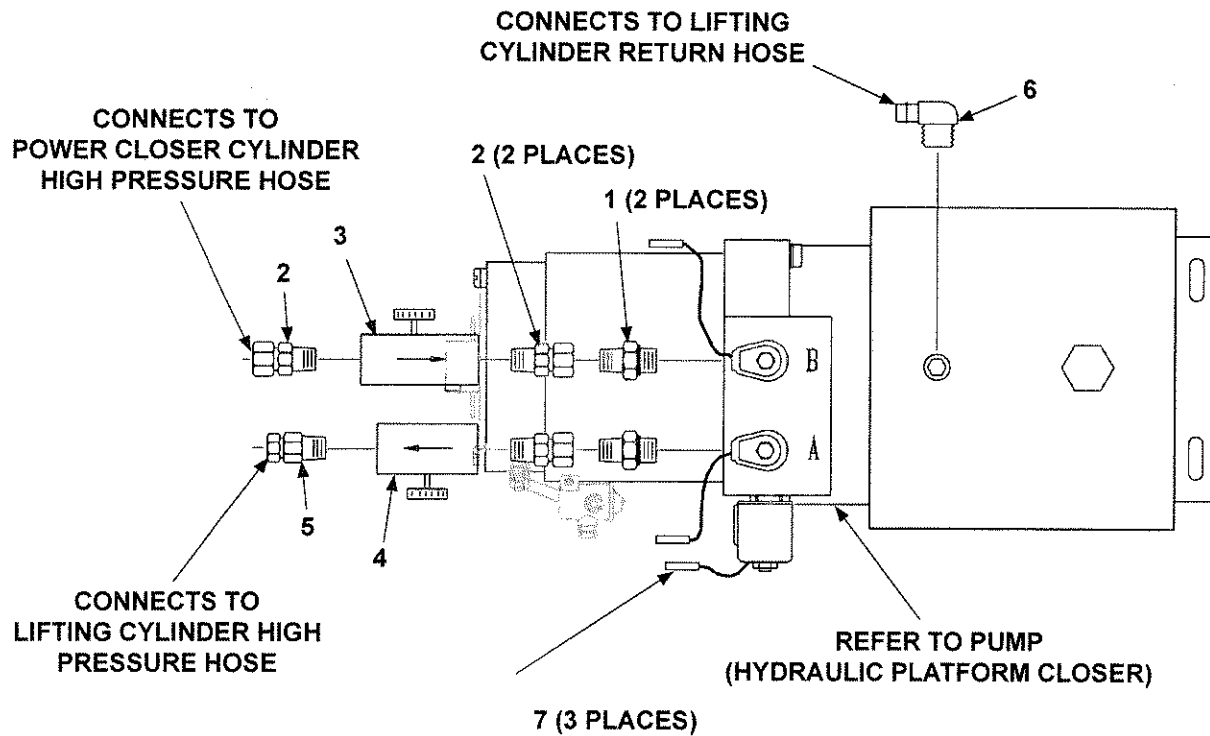 CONNECTS TO LIFTING
CYLINDER RETURN HOSE
6
CONNECTS TO
POWER CLOSER CYLINDER
HIGH PRESSURE HOSE
2 (2 PLACES)
1 (2 PLACES)
3
2
B
A
5
4
CONNECTS TO
LIFTING CYLINDER HIGH
PRESSURE HOSE
REFER TO PUMP
(HYDRAULIC PLATFORM CLOSER)
7 (3 PLACES)